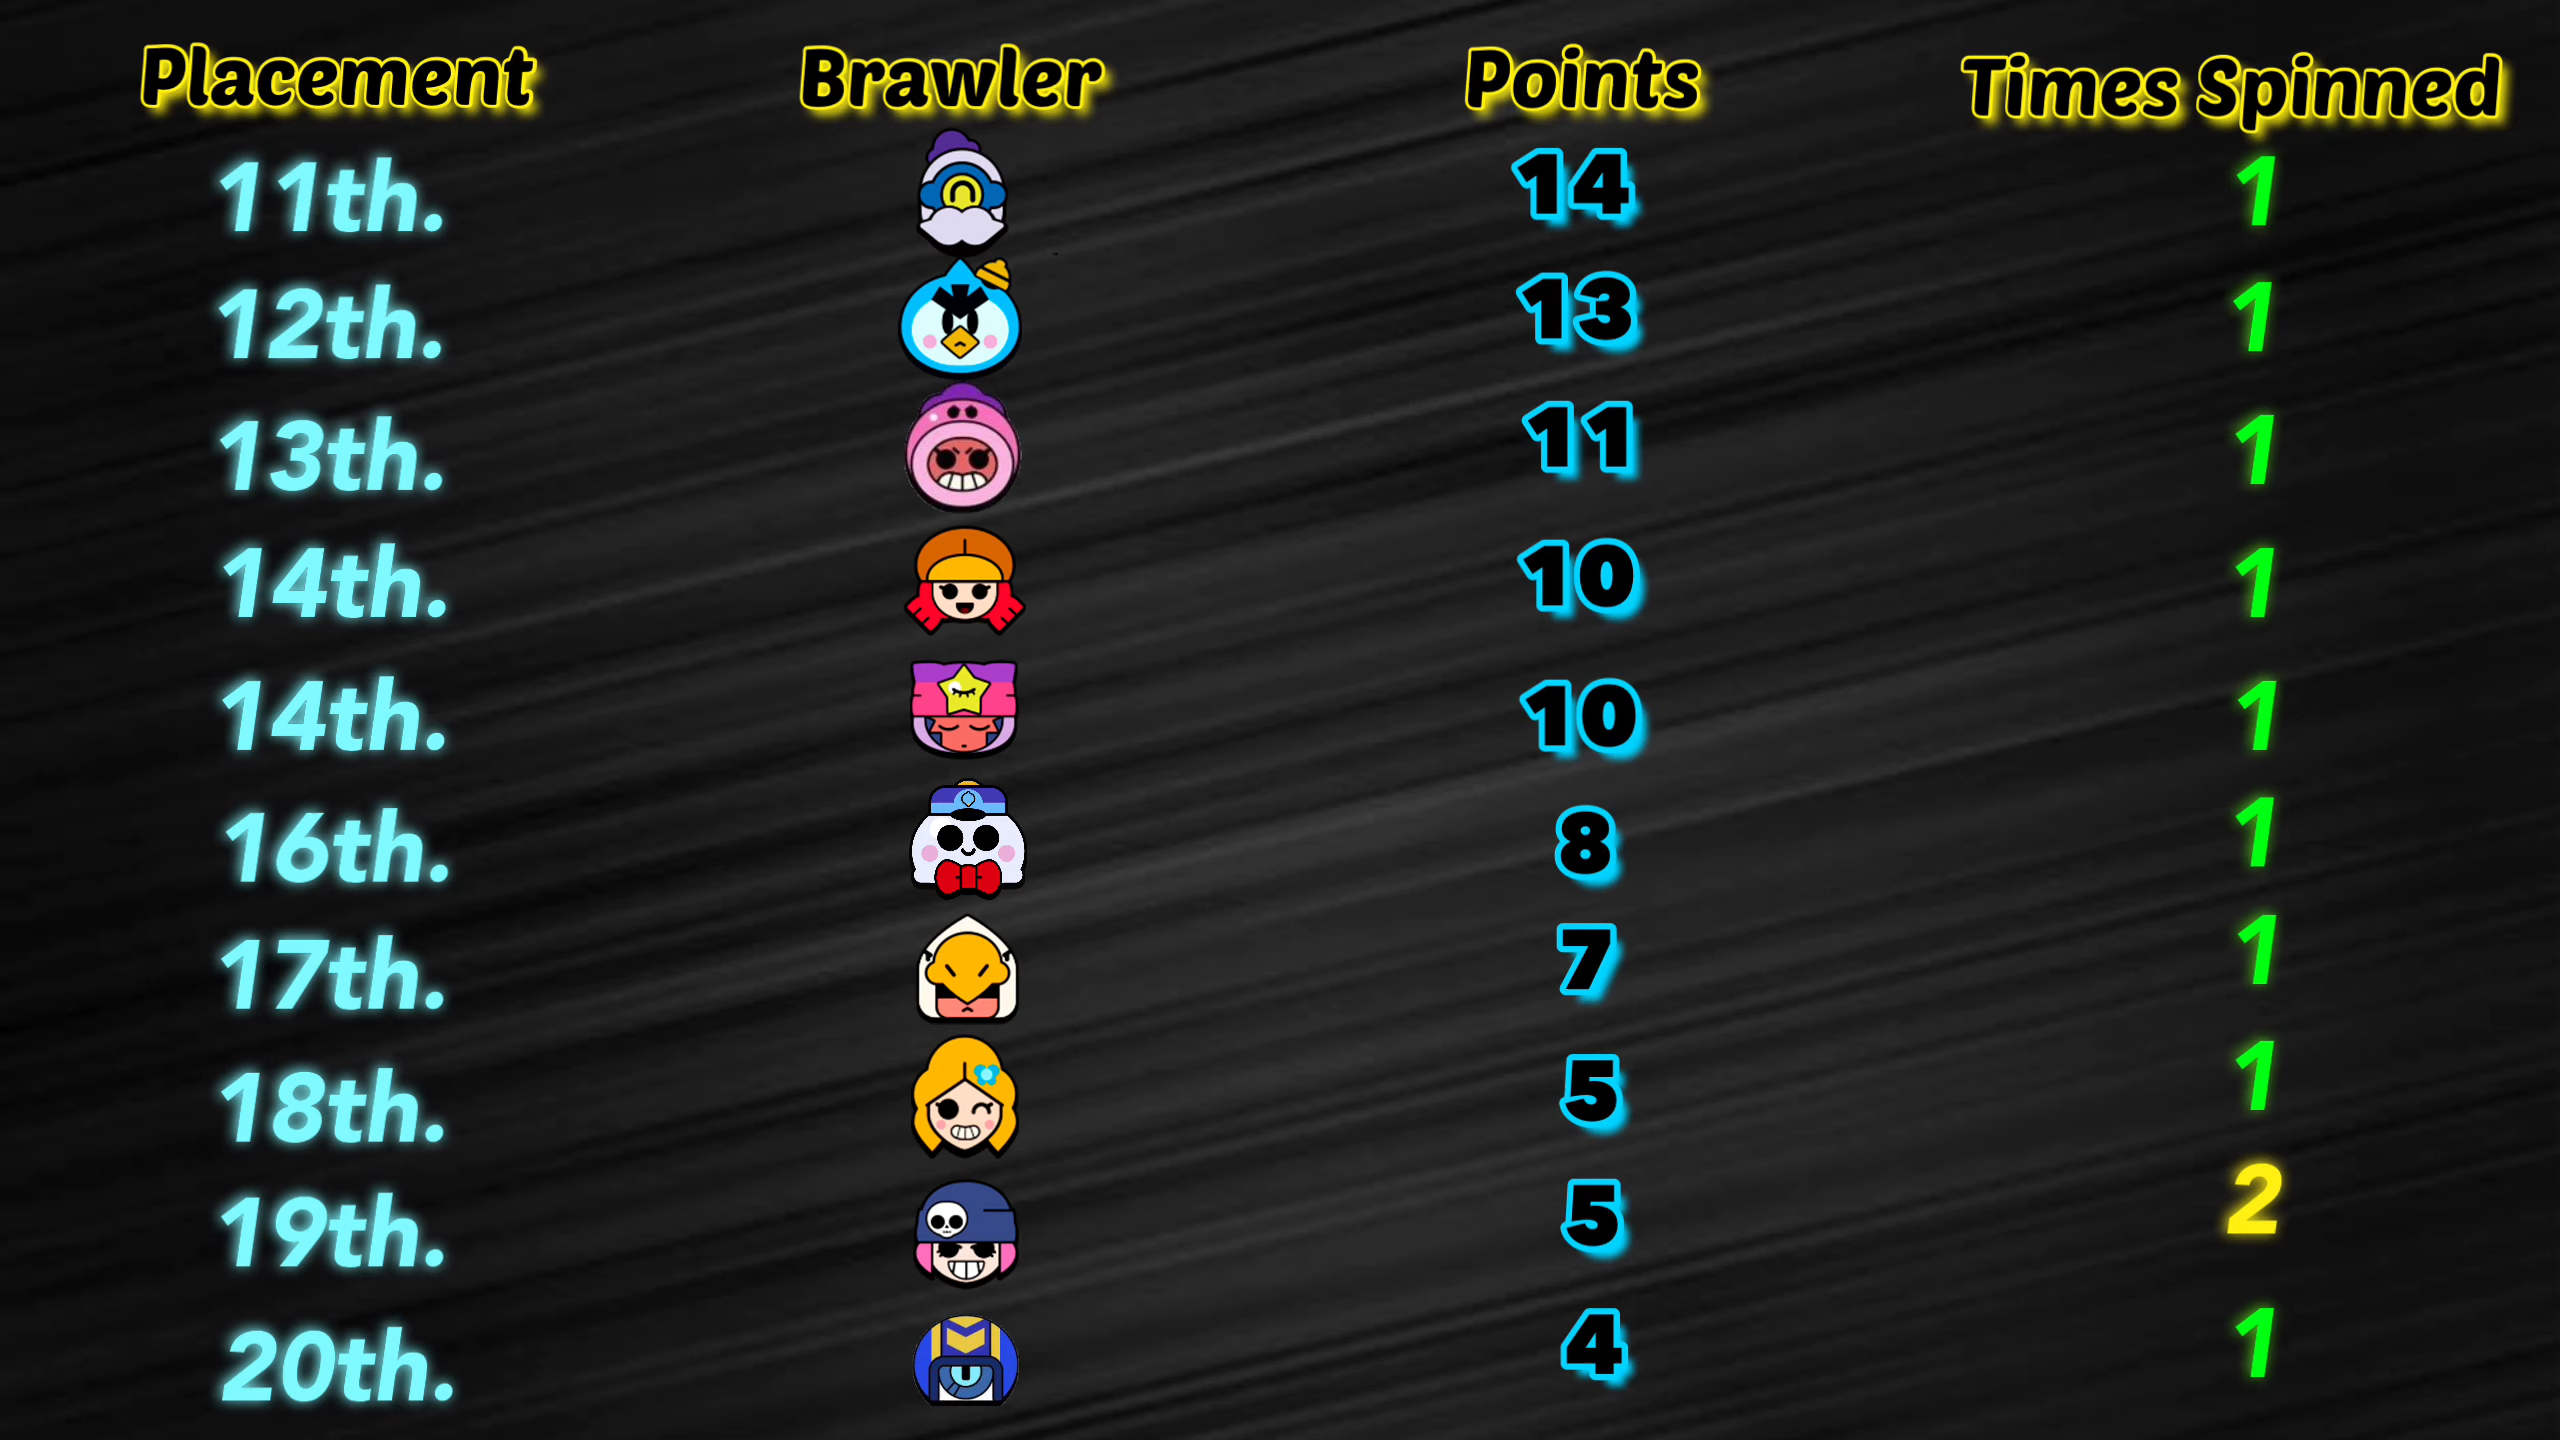 Placement Brawler Points Times Spinned
11th. 14 1
12th. 13 1
13th. 11 1
14th. 10 1
14th. 10 1
16th. 8 1
17th. 7 1
18th. 5 1
19th. 5 2
20th. 4 1